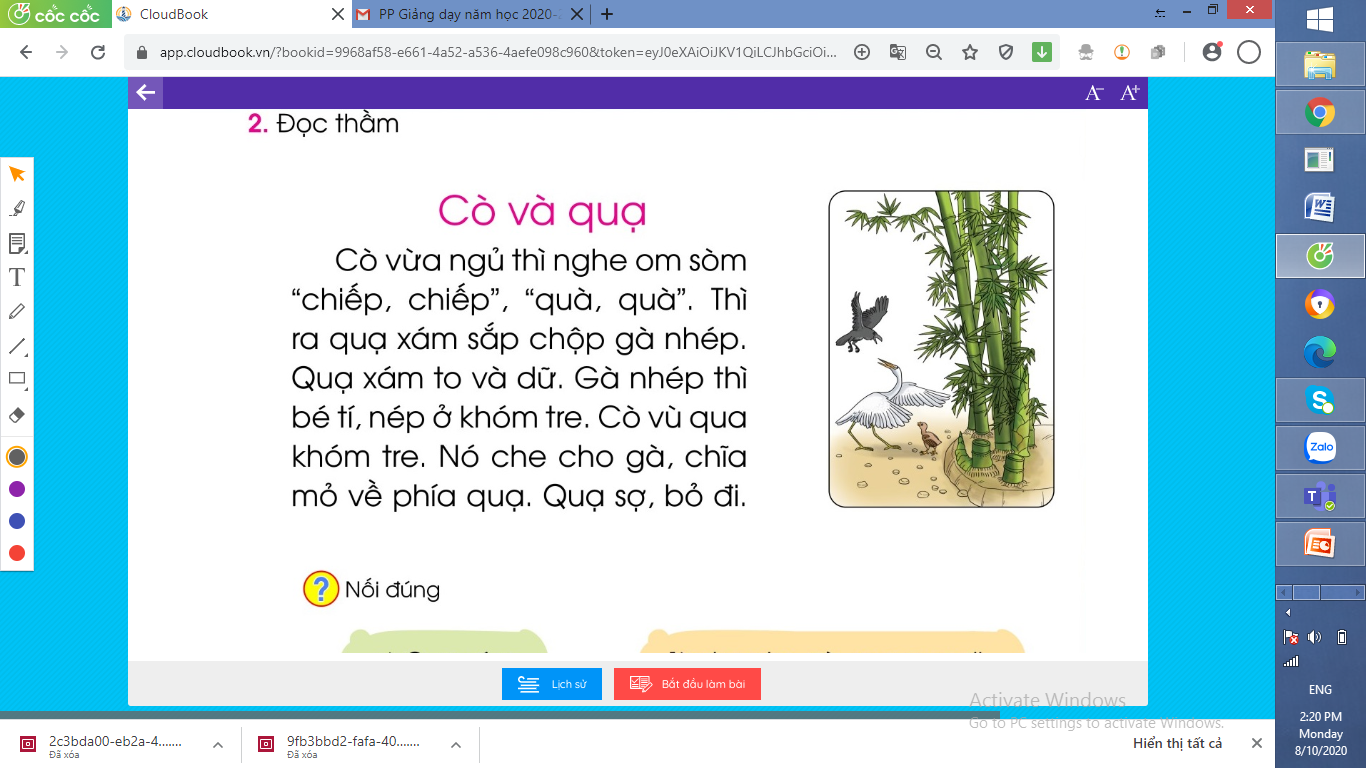 cốc cốc
CloudBook
PP Giảng dạy năm học 2020-2
app.cloudbook.vn/?bookid=9968af58-e661-4a52-a536-4aefe098c960&token=eyJ0eXAiOiJKV1QiLCJhbGciOi...
A- A+
2. Đọc thầm
Cò và quạ
Cò vừa ngủ thì nghe om sòm
“chiếp, chiếp”, “quà, quà”. Thì
ra quạ xám sắp chộp gà nhép.
Quạ xám to và dữ. Gà nhép thì
bé tí, nép ở khóm tre. Cò vù qua
khóm tre. Nó che cho gà, chĩa
mỏ về phía quạ. Quạ sợ, bỏ đi.
? Nối đúng
Lịch sử
Bắt đầu làm bài
Activate Windows
Go to PC settings to activate Windows.
2c3bda00-eb2a-4.......
Đã xóa
9fb3bbd2-fafa-40.......
Đã xóa
Hiển thị tất cả
T
Zalo
ENG
2:20 PM
Monday
8/10/2020